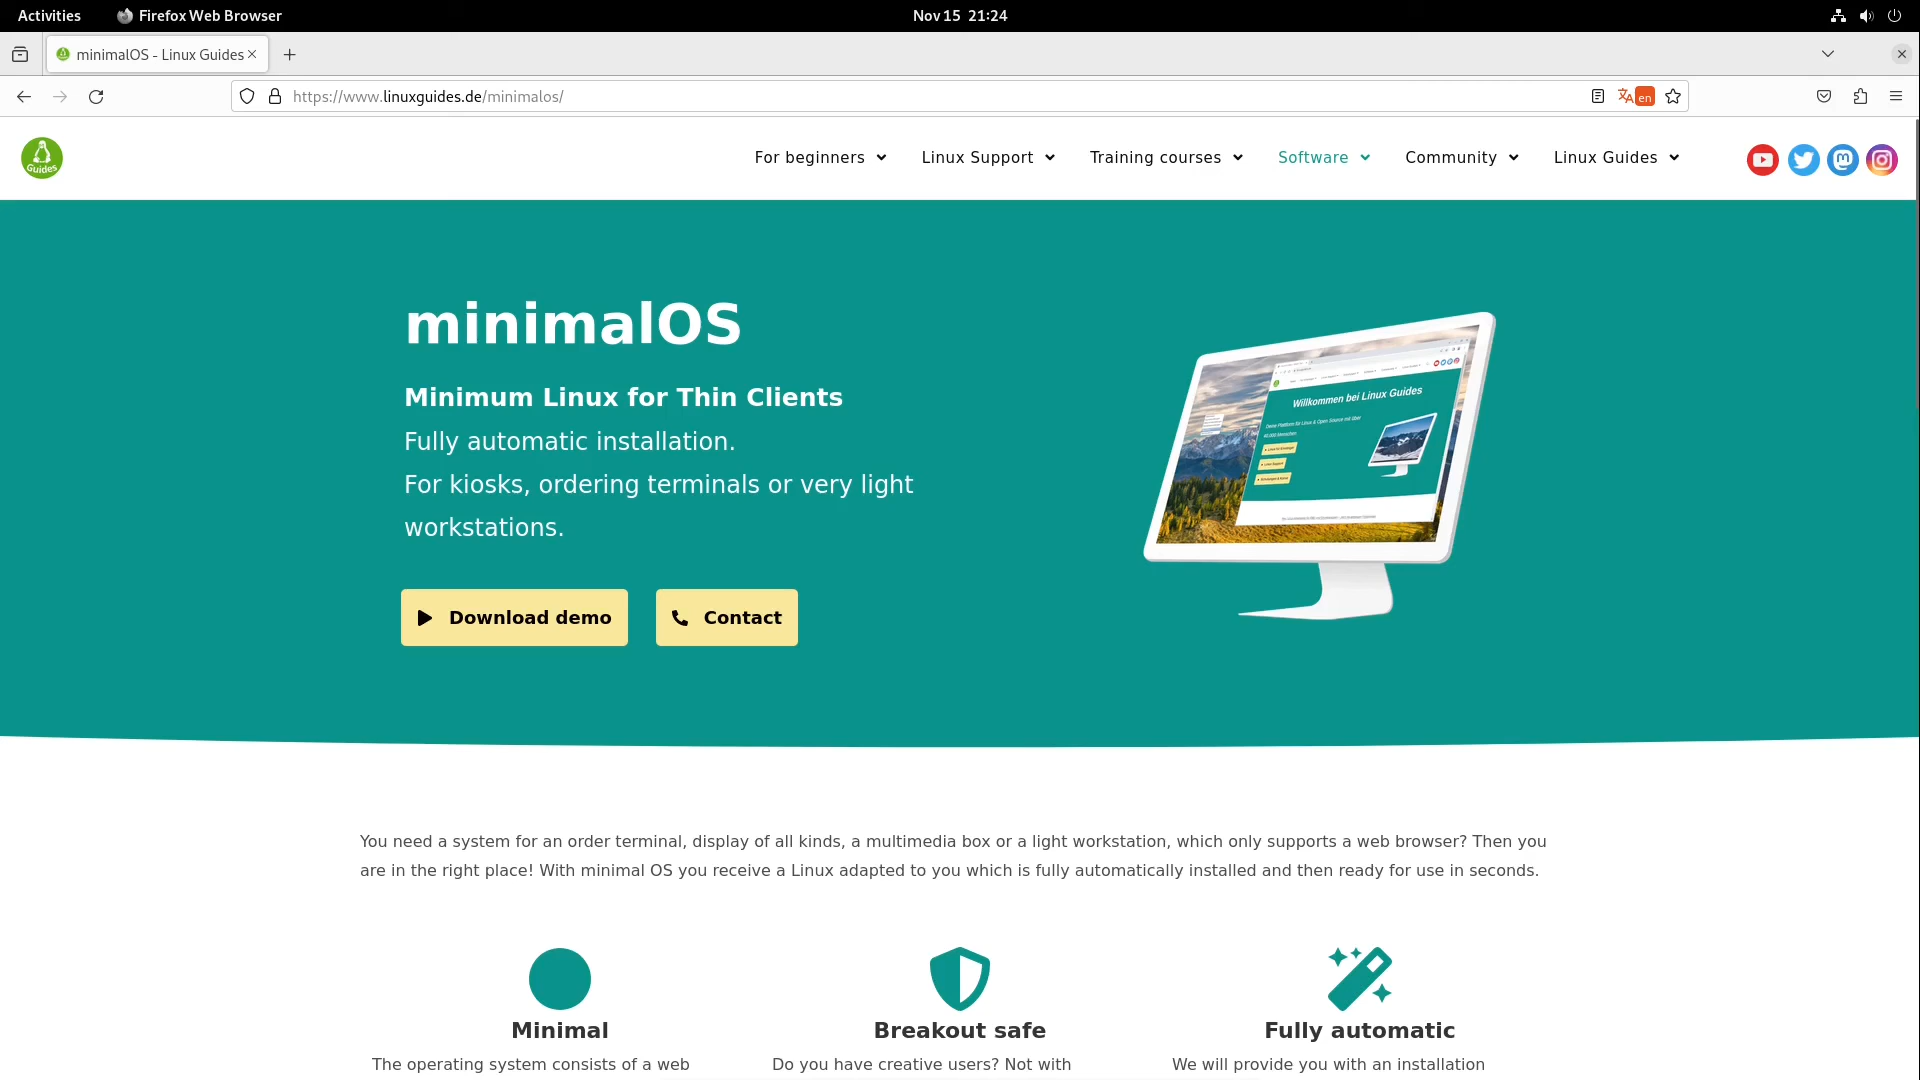 Activities
Firefox Web Browser
Nov 15 21:24
minimalOS - Linux Guides
https://www.linuxguides.de/minimalos/
en
Guides
For beginners
Linux Support
Training courses
Software
Community
Linux Guides
minimalOS
Minimum Linux for Thin Clients
Fully automatic installation.
For kiosks, ordering terminals or very light
workstations.
Download demo
Contact
Willkommen bei Linux Guides
You need a system for an order terminal, display of all kinds, a multimedia box or a light workstation, which only supports a web browser? Then you
are in the right place! With minimal OS you receive a Linux adapted to you which is fully automatically installed and then ready for use in seconds.
Minimal
The operating system consists of a web
Breakout safe
Do you have creative users? Not with
Fully automatic
We will provide you with an installation